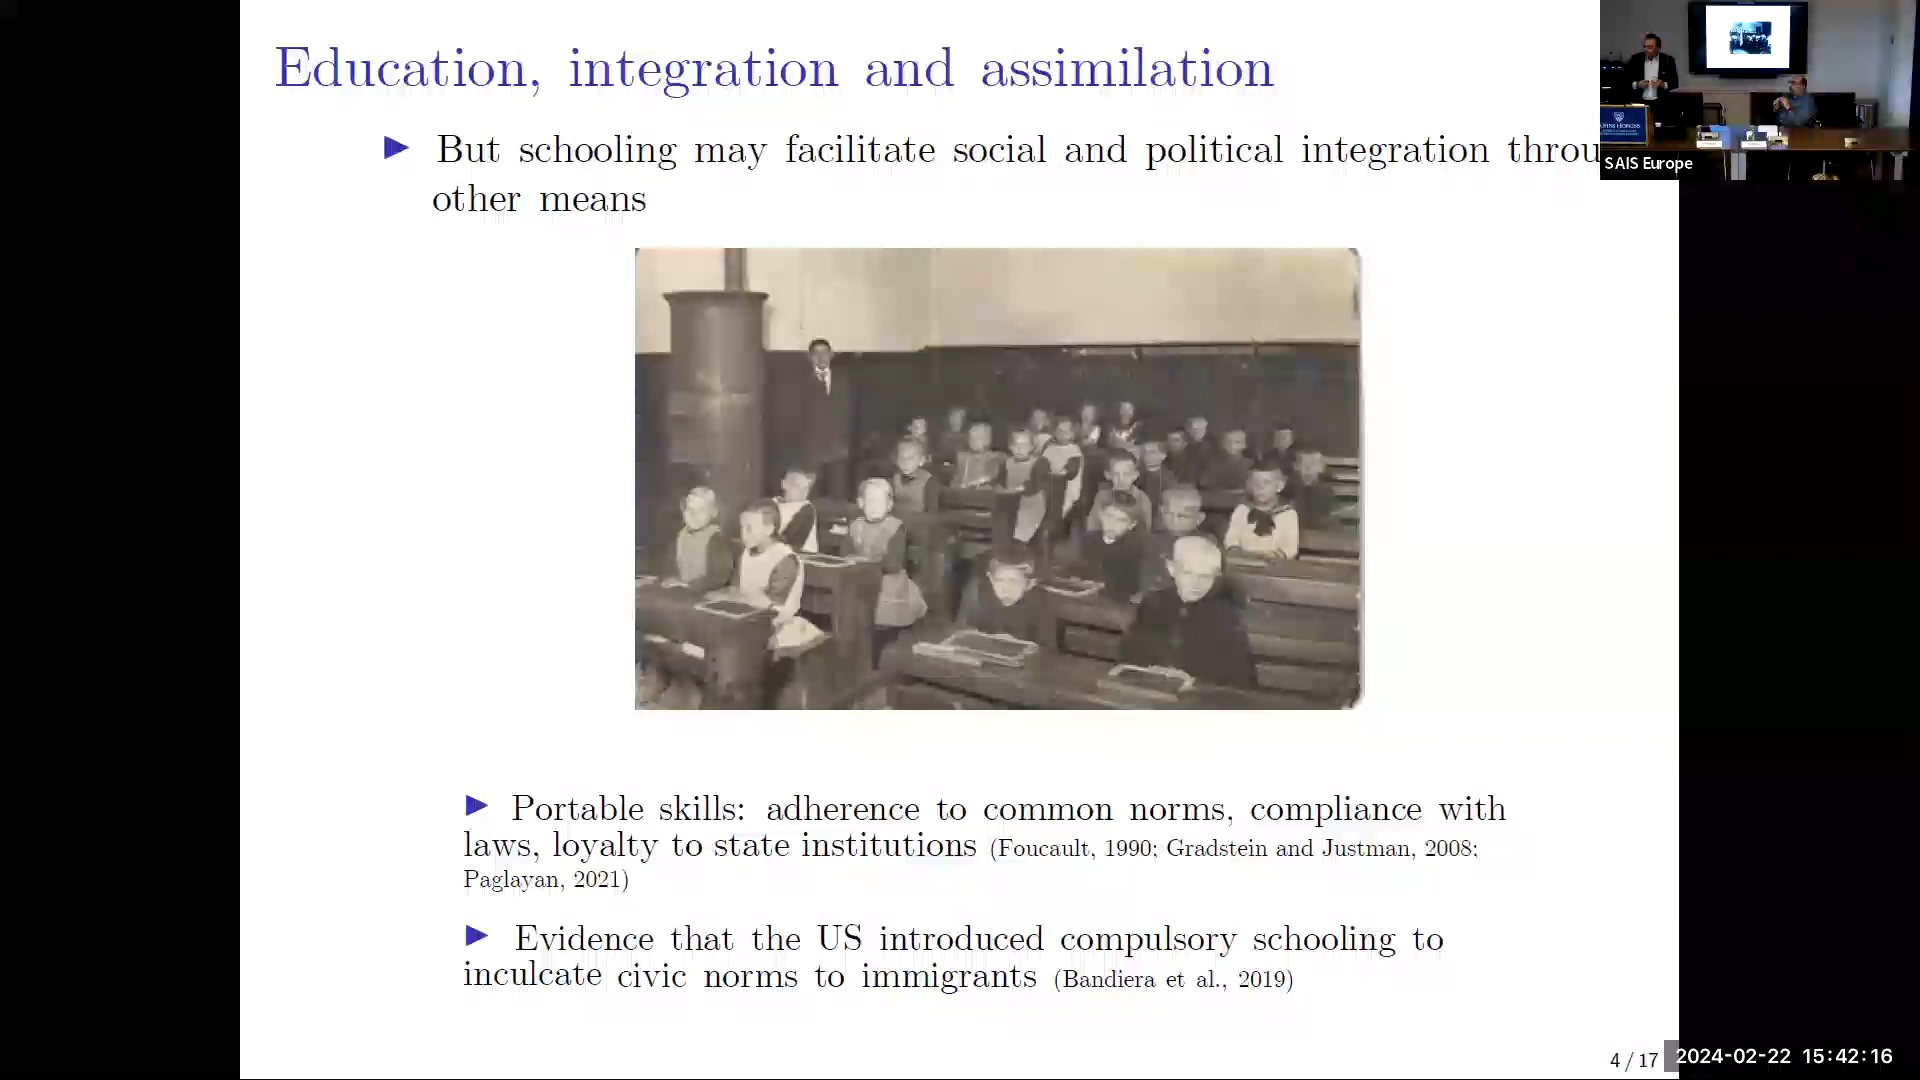 Education, integration and assimilation
▶ But schooling may facilitate social and political integration throu
other means
▶ Portable skills: adherence to common norms, compliance with
laws, loyalty to state institutions (Foucault, 1990; Gradstein and Justman, 2008;
Paglayan, 2021)
▶ Evidence that the US introduced compulsory schooling to
inculcate civic norms to immigrants (Bandiera et al., 2019)
4 / 17
JOHNS HOPKINS
SAIS Europe
2024-02-22 15:42:16